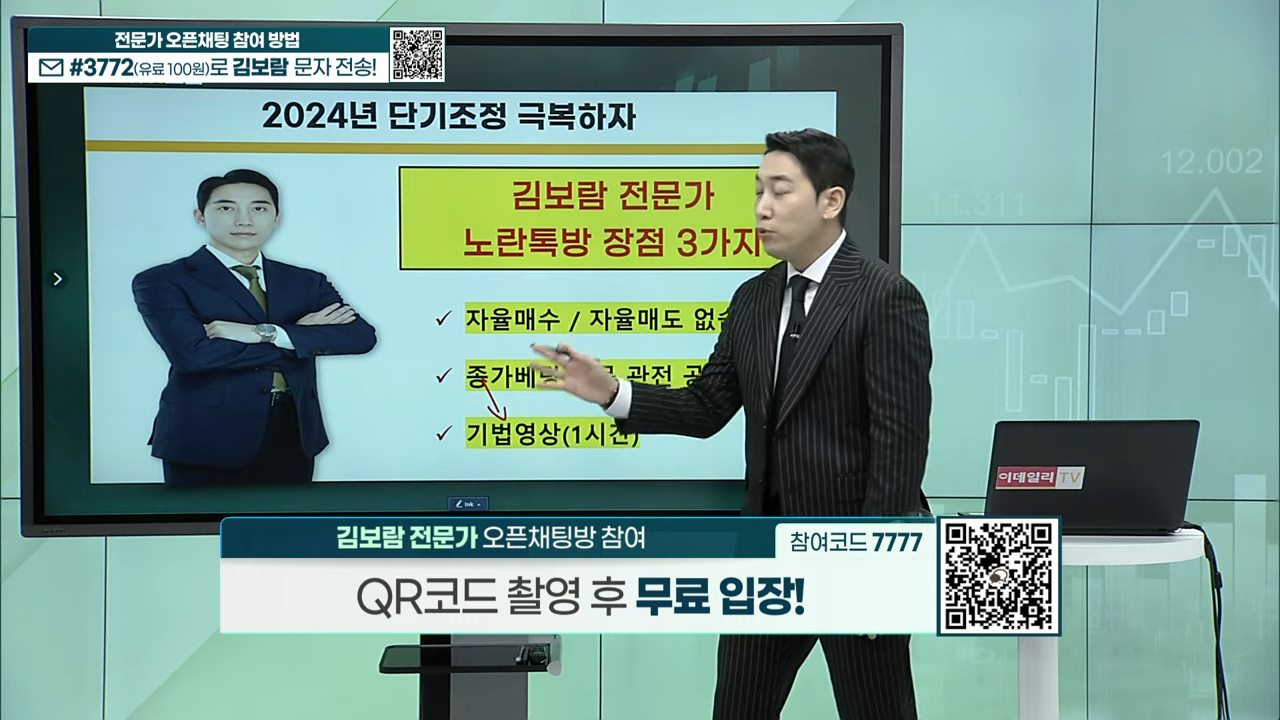 전문가 오픈채팅 참여 방법
#3772(유료 100원)로 김보람 문자 전송!
2024년 단기조정 극복하자
김보람 전문가
노란톡방 장점 3가지
✓ 자율매수 / 자율매도 없
✓ 종가베 관전
✓ 기법영상(1시간)
Ink
12.002
11.311
이데일리 TV
김보람 전문가 오픈채팅방 참여
참여코드 7777
QR코드 촬영 후 무료 입장!